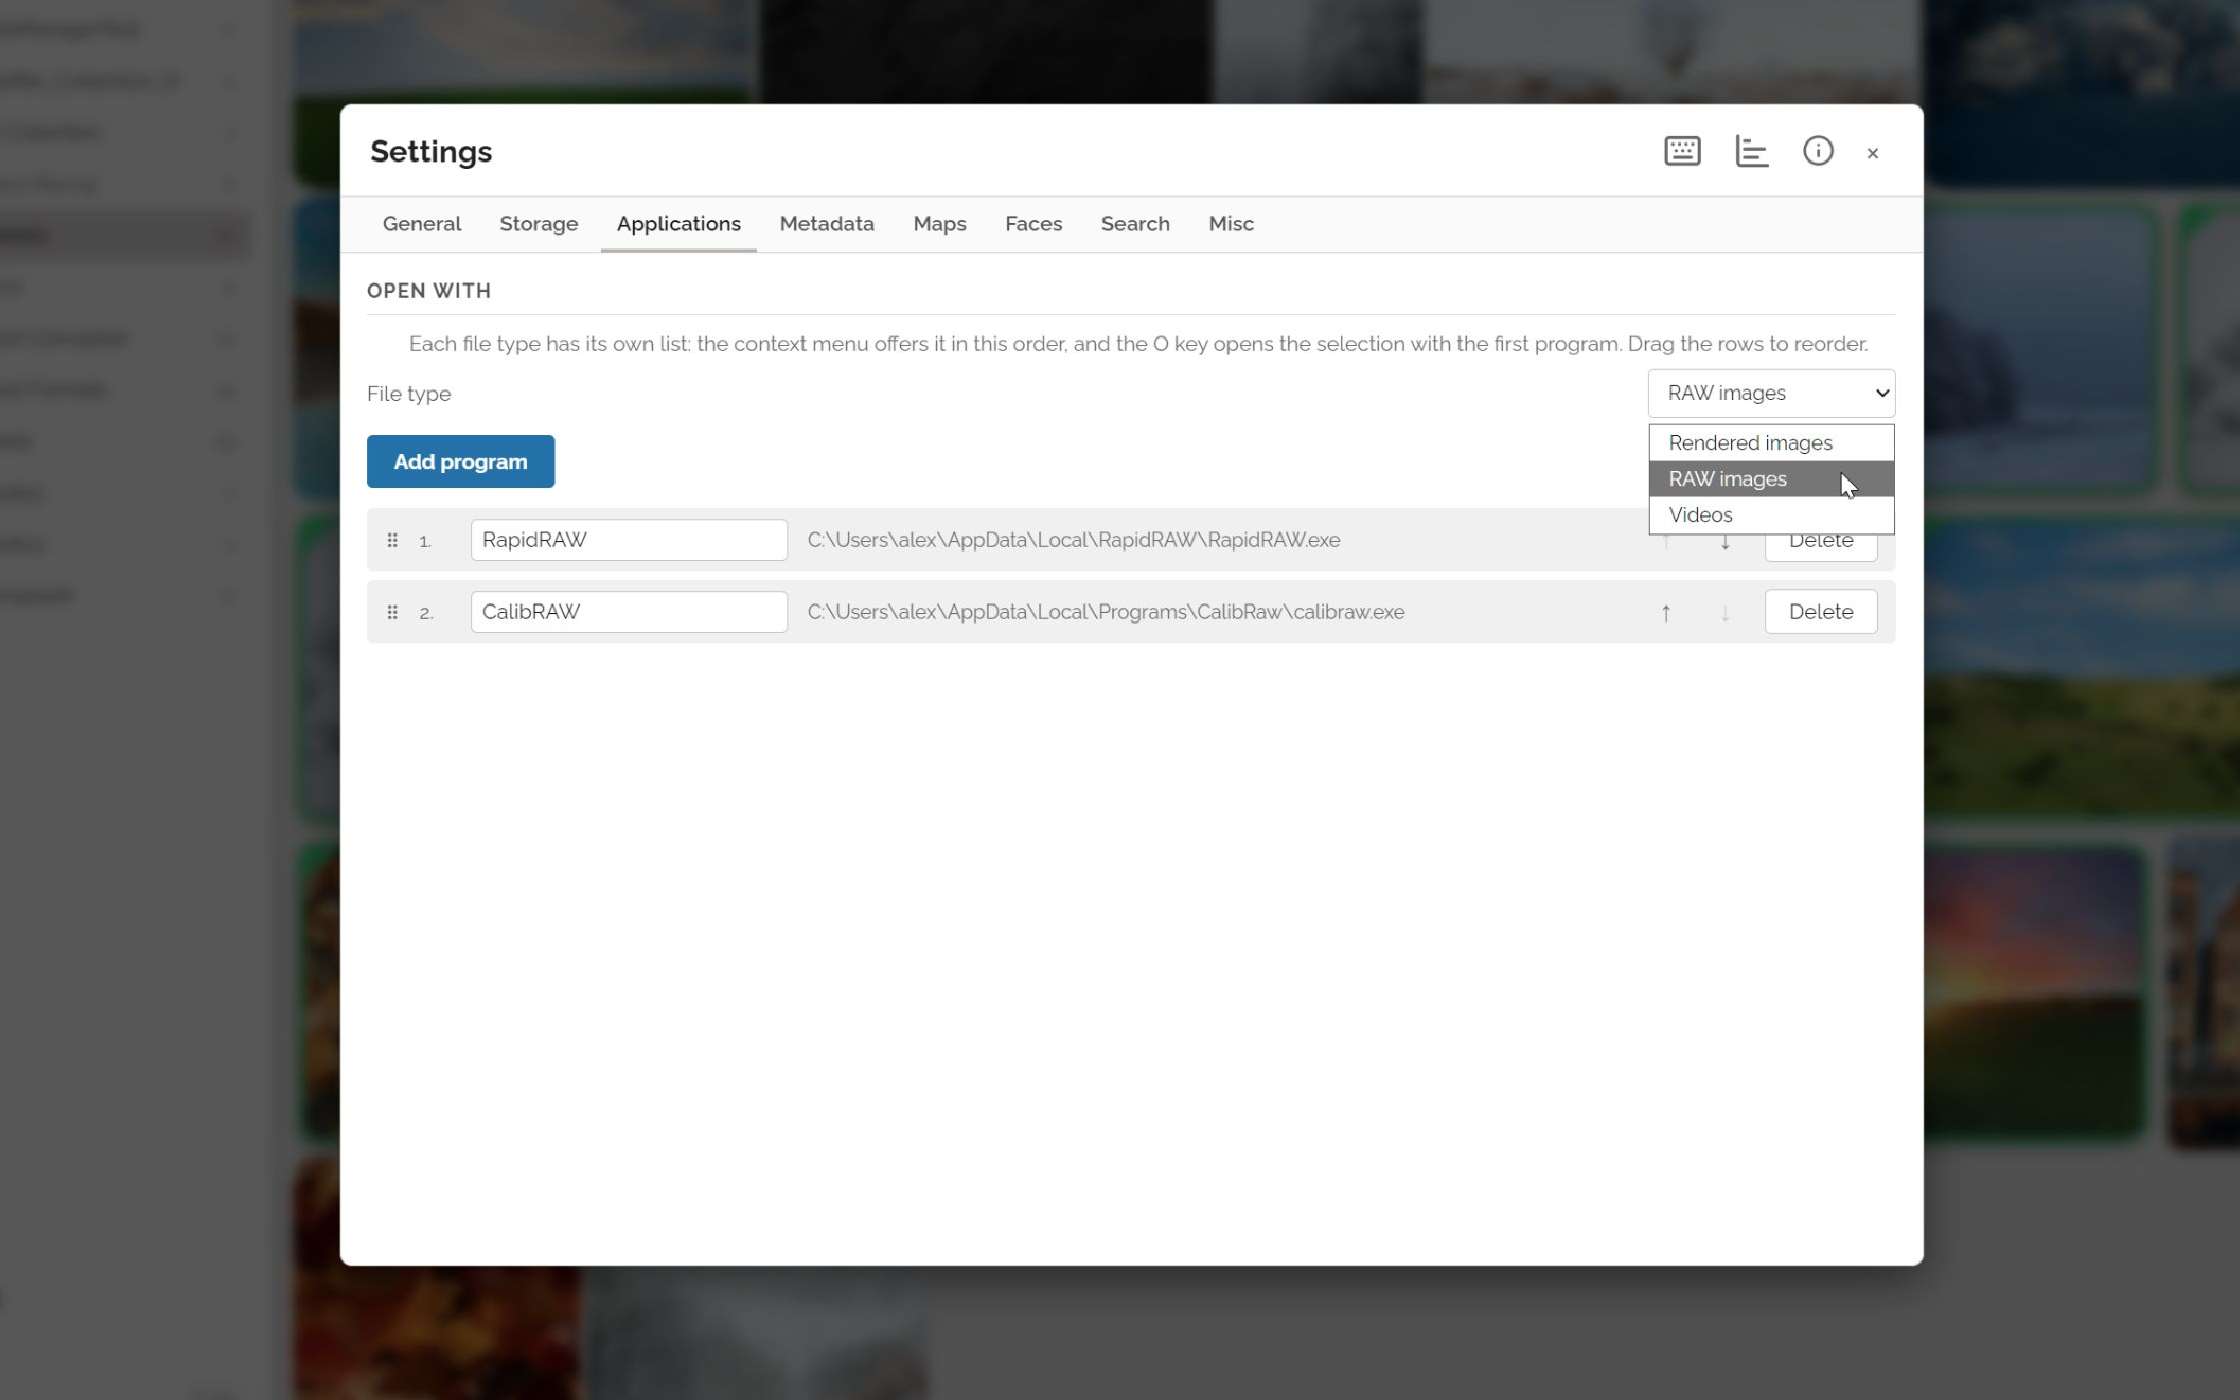 Settings
General Storage Applications Metadata Maps Faces Search Misc
OPEN WITH
Each file type has its own list: the context menu offers it in this order, and the O key opens the selection with the first program. Drag the rows to reorder.
File type
RAW images
Rendered images
RAW images
Videos
Add program
1. RapidRAW C:\Users\alex\AppData\Local\RapidRAW\RapidRAW.exe ↑ ↓ Delete
2. CalibRAW C:\Users\alex\AppData\Local\Programs\CalibRaw\calibraw.exe ↑ ↓ Delete